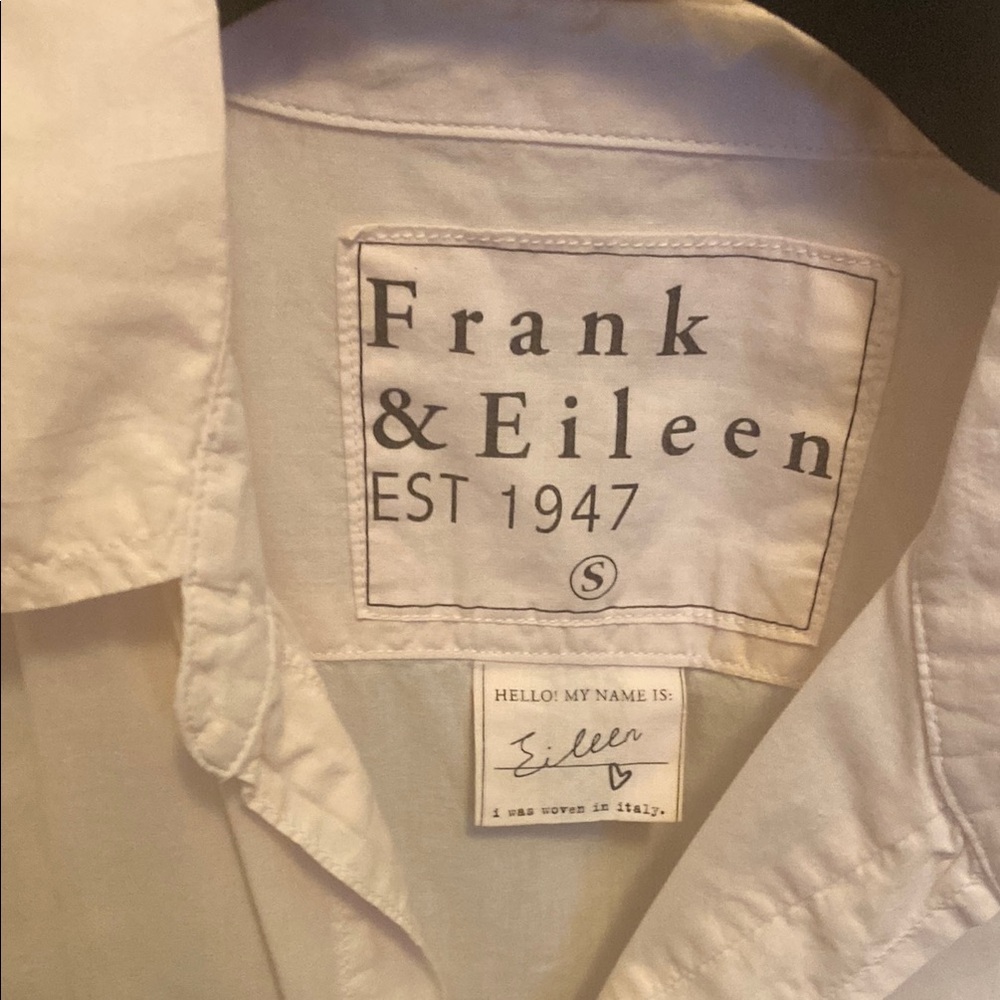 Frank
& Eileen
EST 1947
S
HELLO! MY NAME IS:
Eileen
i was woven in italy.